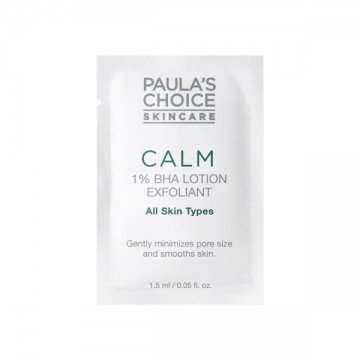 PAULA'S
CHOICE
SKINCARE
CALM
1% BHA LOTION
EXFOLIANT
All Skin Types
Gently minimizes pore size
and smooths skin.
1.5 ml / 0.05 fl. oz.